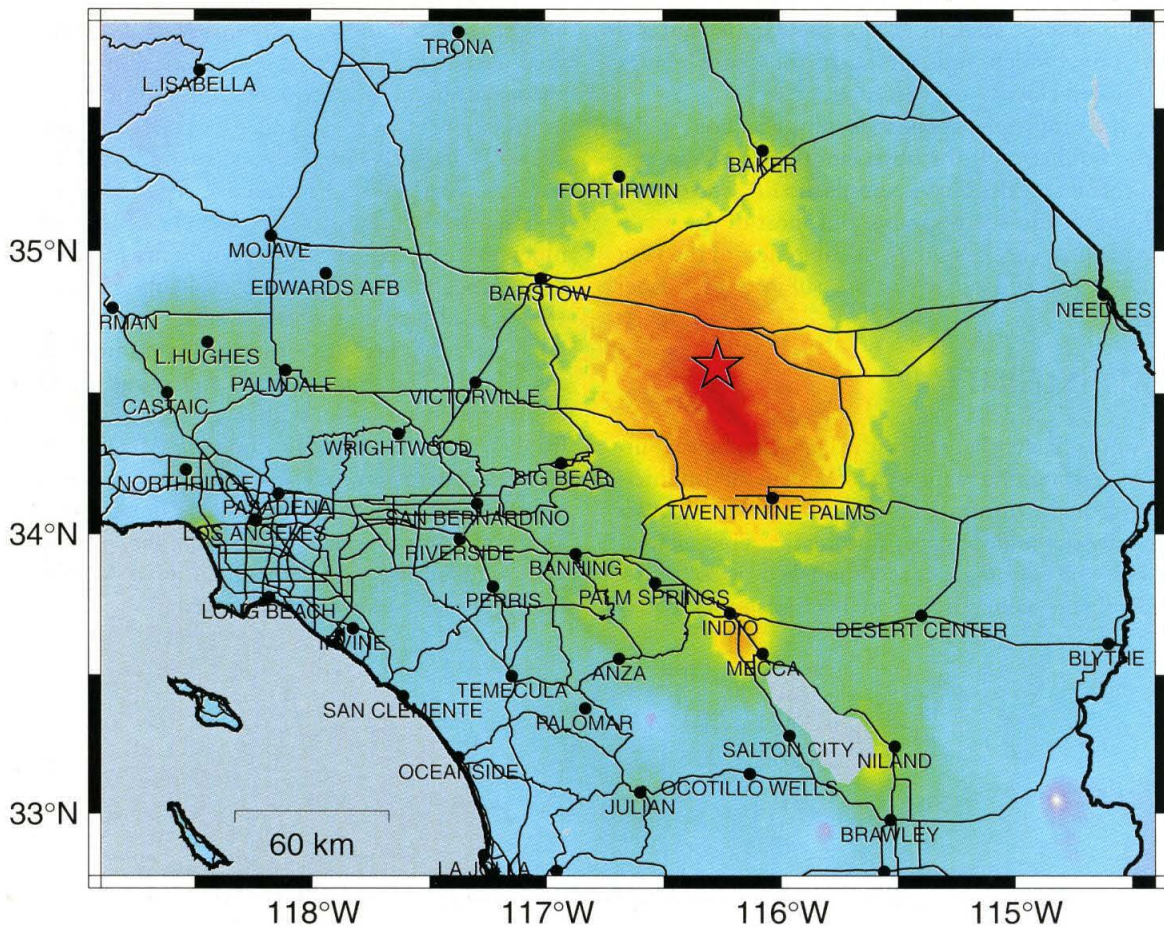 TRONA
L.ISABELLA
BAKER
FORT IRWIN
35°N
MOJAVE
EDWARDS AFB
BARSTOW
NEEDLES
RMAN
L.HUGHES
PALMDALE
VICTORVILLE
CASTAIC
WRIGHTWOOD
BIG BEAR
NORTHRIDGE
PASADENA
SAN BERNARDINO
TWENTYNINE PALMS
34°N
LOS ANGELES
RIVERSIDE
BANNING
LONG BEACH
L. PERRIS
PALM SPRINGS
INDIO
DESERT CENTER
IRVINE
MECCA
BLYTHE
ANZA
TEMECULA
SAN CLEMENTE
PALOMAR
SALTON CITY
NILAND
OCEANSIDE
OCOTILLO WELLS
JULIAN
33°N
BRAWLEY
60 km
LA JOLLA
118°W
117°W
116°W
115°W